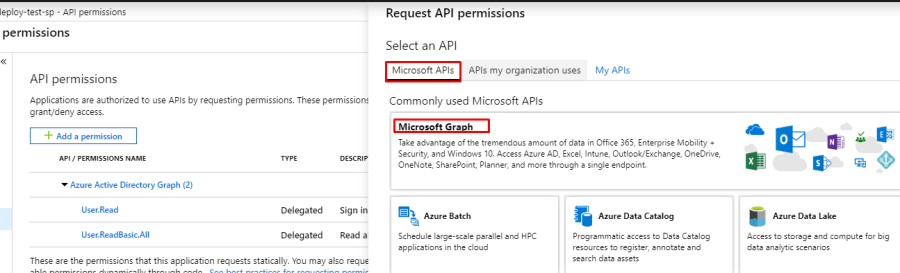 deploy-test-sp - API permissions
permissions
«
API permissions
Applications are authorized to use APIs by requesting permissions. These permissions
grant/deny access.
+ Add a permission
API / PERMISSIONS NAME TYPE DESCRIP
Azure Active Directory Graph (2)
User.Read Delegated Sign in
User.ReadBasic.All Delegated Read a
These are the permissions that this application requests statically. You may also reque
able permissions dynamically through code. See best practices for requesting permis
Request API permissions
Select an API
Microsoft APIs APIs my organization uses My APIs
Commonly used Microsoft APIs
Microsoft Graph
Take advantage of the tremendous amount of data in Office 365, Enterprise Mobility +
Security, and Windows 10. Access Azure AD, Excel, Intune, Outlook/Exchange, OneDrive,
OneNote, SharePoint, Planner, and more through a single endpoint.
Azure Batch
Schedule large-scale parallel and HPC
applications in the cloud
Azure Data Catalog
Programmatic access to Data Catalog
resources to register, annotate and
search data assets
Azure Data Lake
Access to storage and compute for big
data analytic scenarios